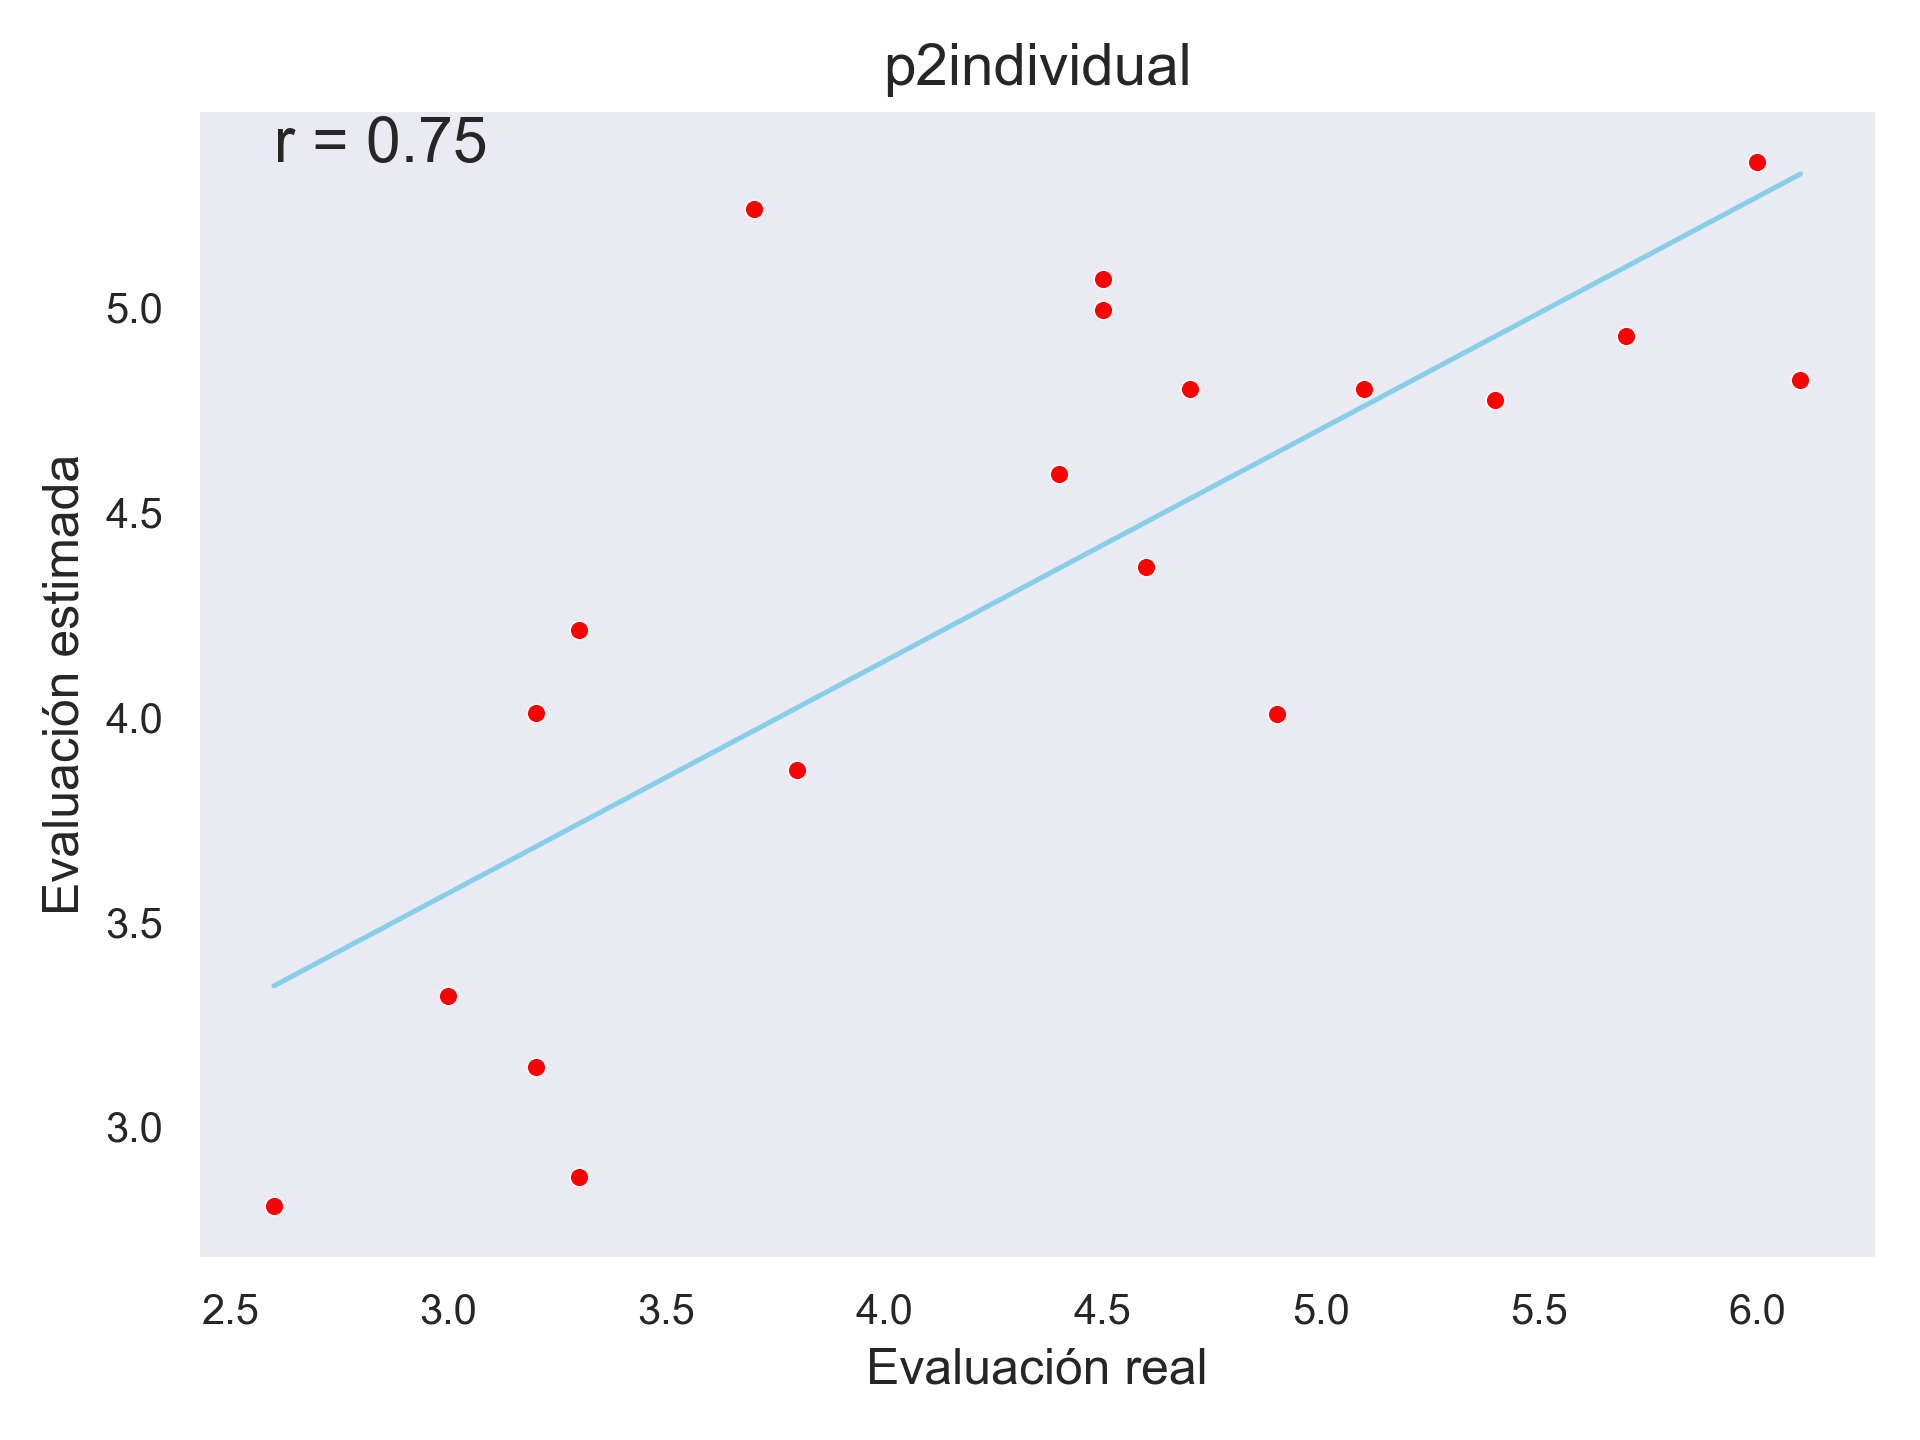 p2individual
r = 0.75
Evaluación estimada
5.0
4.5
4.0
3.5
3.0
2.5 3.0 3.5 4.0 4.5 5.0 5.5 6.0
Evaluación real